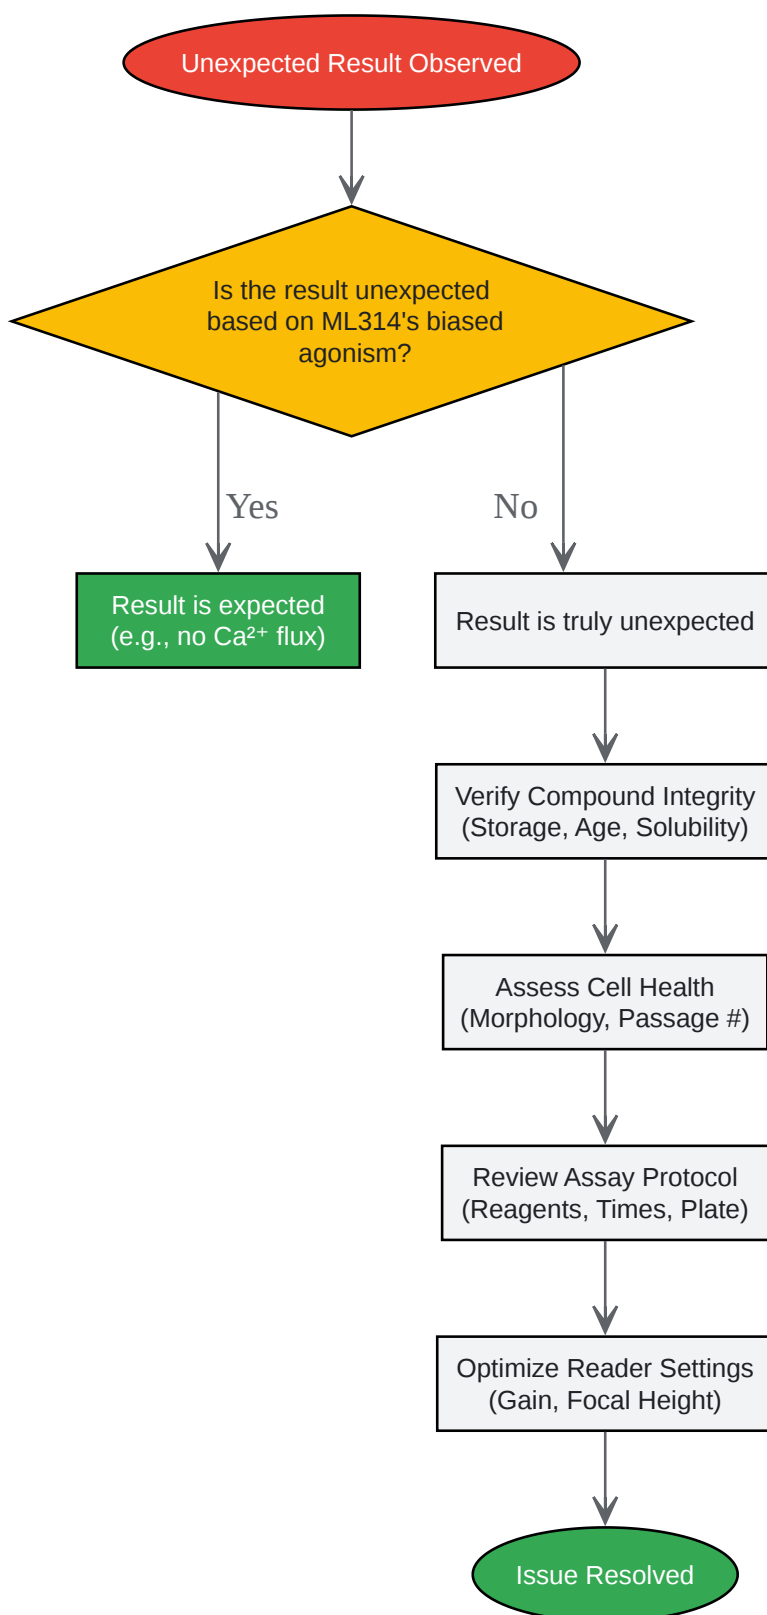 Unexpected Result Observed
Is the result unexpected
based on ML314's biased
agonism?
Yes
No
Result is expected
(e.g., no Ca²⁺ flux)
Result is truly unexpected
Verify Compound Integrity
(Storage, Age, Solubility)
Assess Cell Health
(Morphology, Passage #)
Review Assay Protocol
(Reagents, Times, Plate)
Optimize Reader Settings
(Gain, Focal Height)
Issue Resolved